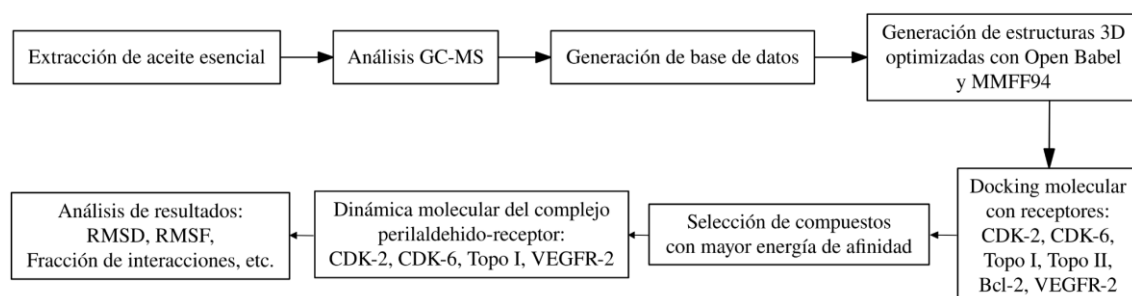 Extracción de aceite esencial
Análisis GC-MS
Generación de base de datos
Generación de estructuras 3D
optimizadas con Open Babel
y MMFF94
Docking molecular
con receptores:
CDK-2, CDK-6,
Topo I, Topo II,
Bcl-2, VEGFR-2
Selección de compuestos
con mayor energía de afinidad
Dinámica molecular del complejo
perilaldehido-receptor:
CDK-2, CDK-6, Topo I, VEGFR-2
Análisis de resultados:
RMSD, RMSF,
Fracción de interacciones, etc.